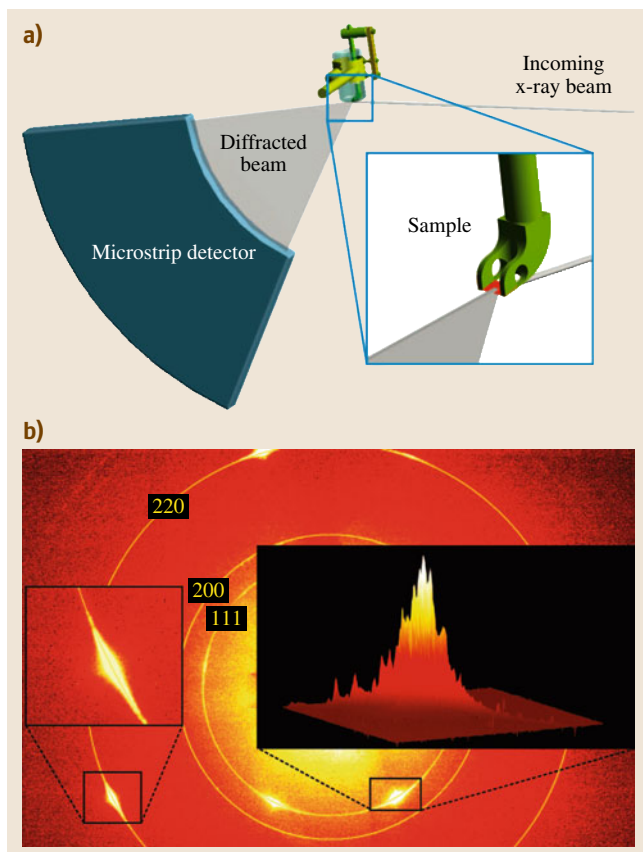 a)
Incoming
x-ray beam
Diffracted
beam
Sample
Microstrip detector
b)
220
200
111